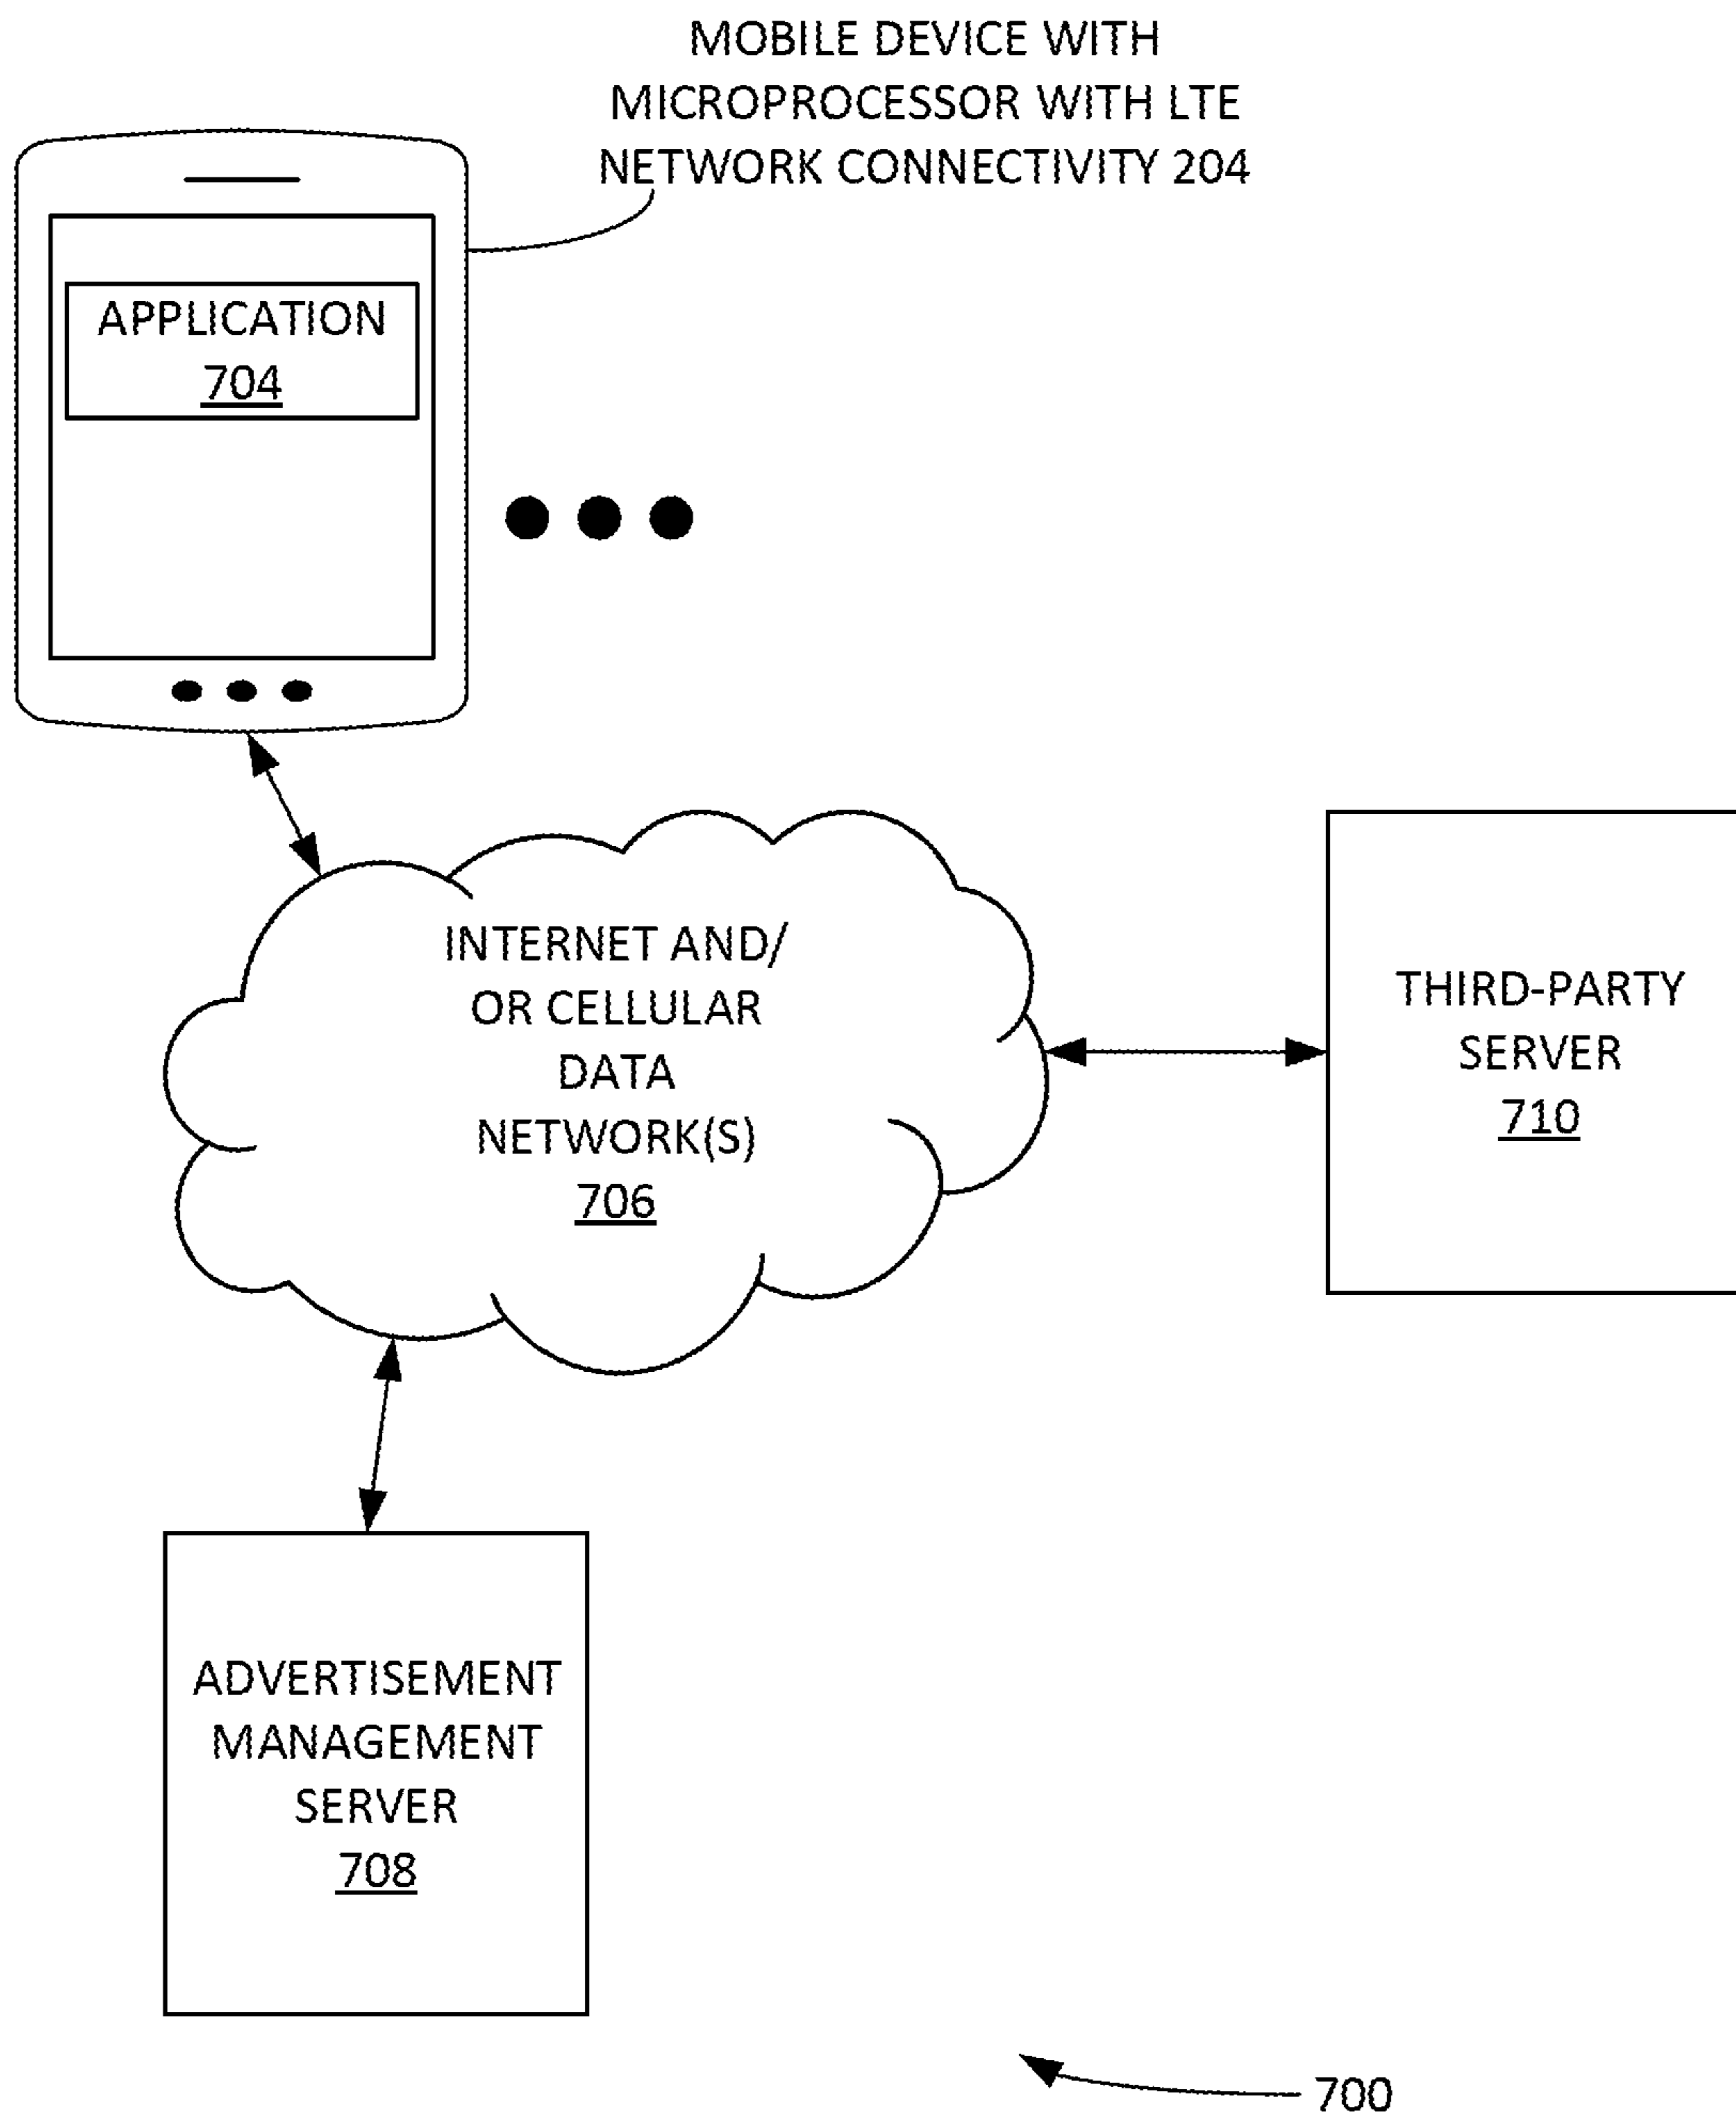 MOBILE DEVICE WITH
MICROPROCESSOR WITH LTE
NETWORK CONNECTIVITY 204
APPLICATION
704
INTERNET AND/
OR CELLULAR
DATA
NETWORK(S)
706
THIRD-PARTY
SERVER
710
ADVERTISEMENT
MANAGEMENT
SERVER
708
700